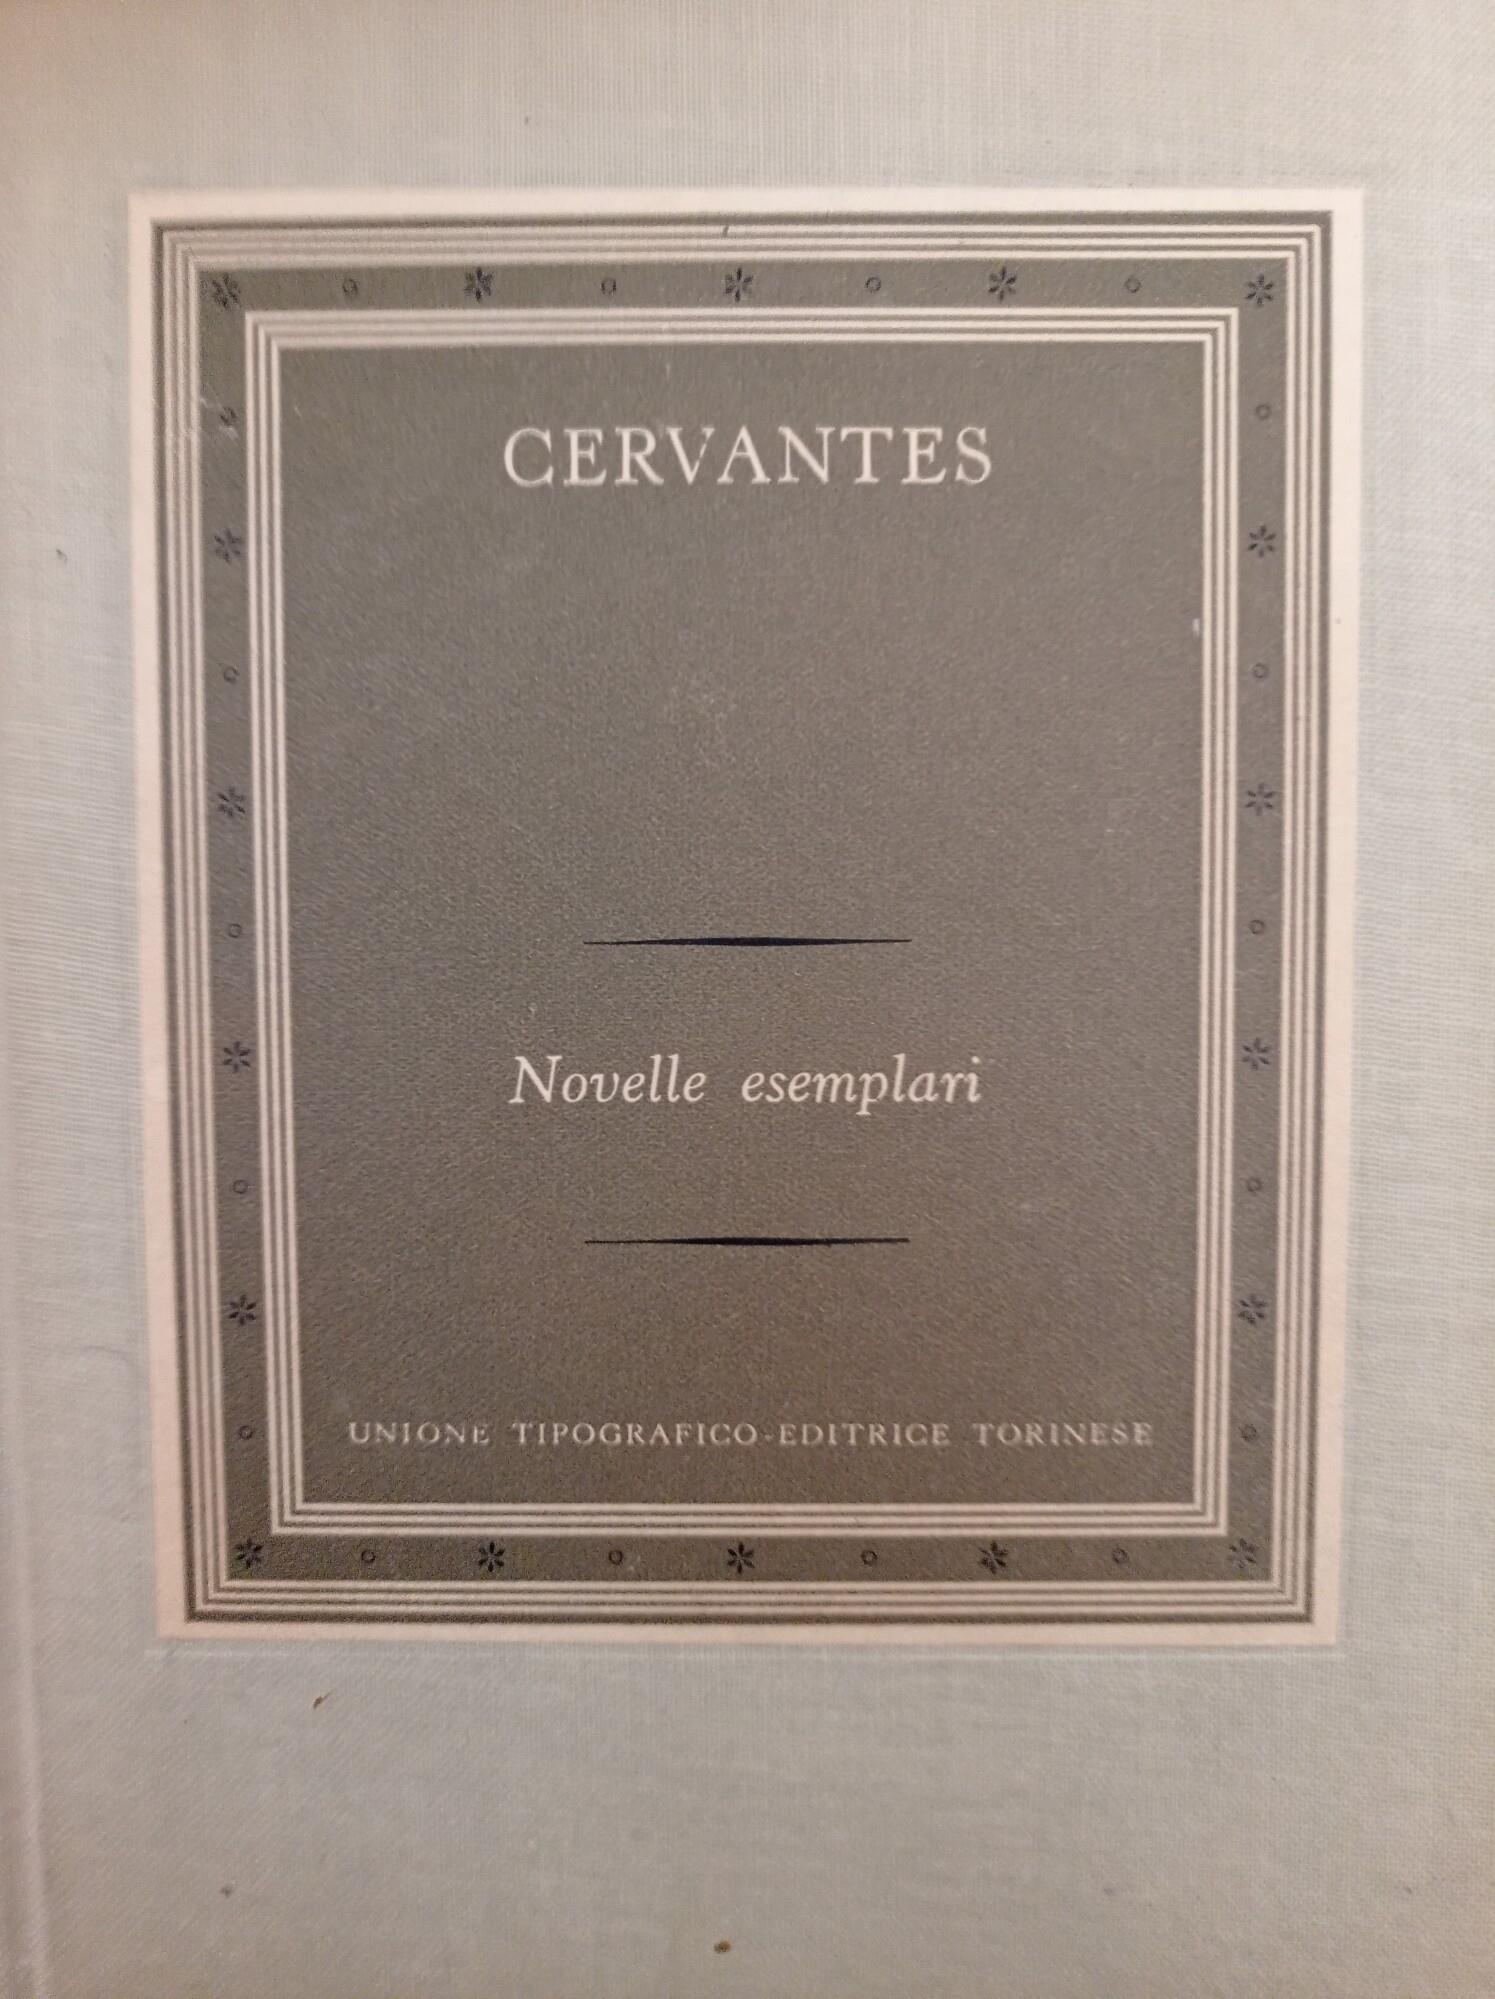 CERVANTES
Novelle esemplari
UNIONE TIPOGRAFICO-EDITRICE TORINESE